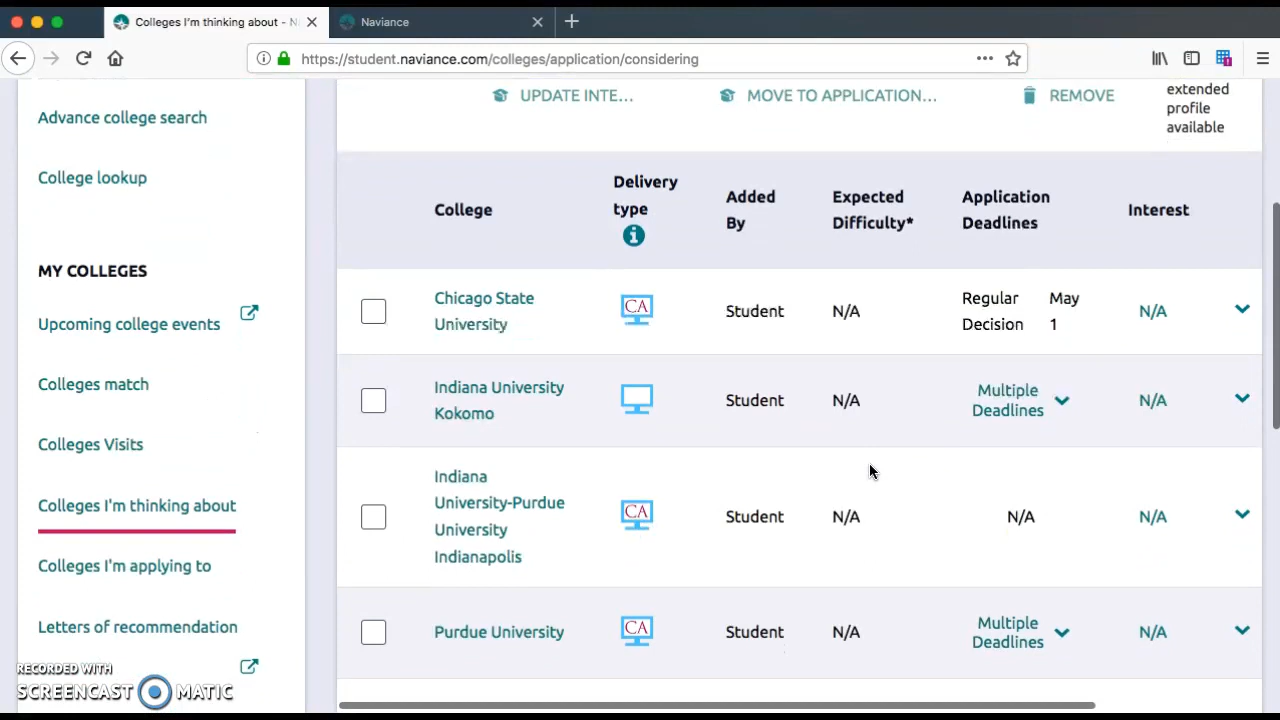 Colleges I'm thinking about - N
Naviance
https://student.naviance.com/colleges/application/considering
Advance college search
College lookup
MY COLLEGES
Upcoming college events
Colleges match
Colleges Visits
Colleges I'm thinking about
Colleges I'm applying to
Letters of recommendation
RECORDED WITH
SCREENCAST MATIC
UPDATE INTE... MOVE TO APPLICATION... REMOVE
extended
profile
available
College Delivery type Added By Expected Difficulty* Application Deadlines Interest
Chicago State University CA Student N/A Regular Decision May 1 N/A
Indiana University Kokomo Student N/A Multiple Deadlines N/A
Indiana University-Purdue University Indianapolis CA Student N/A N/A N/A
Purdue University CA Student N/A Multiple Deadlines N/A